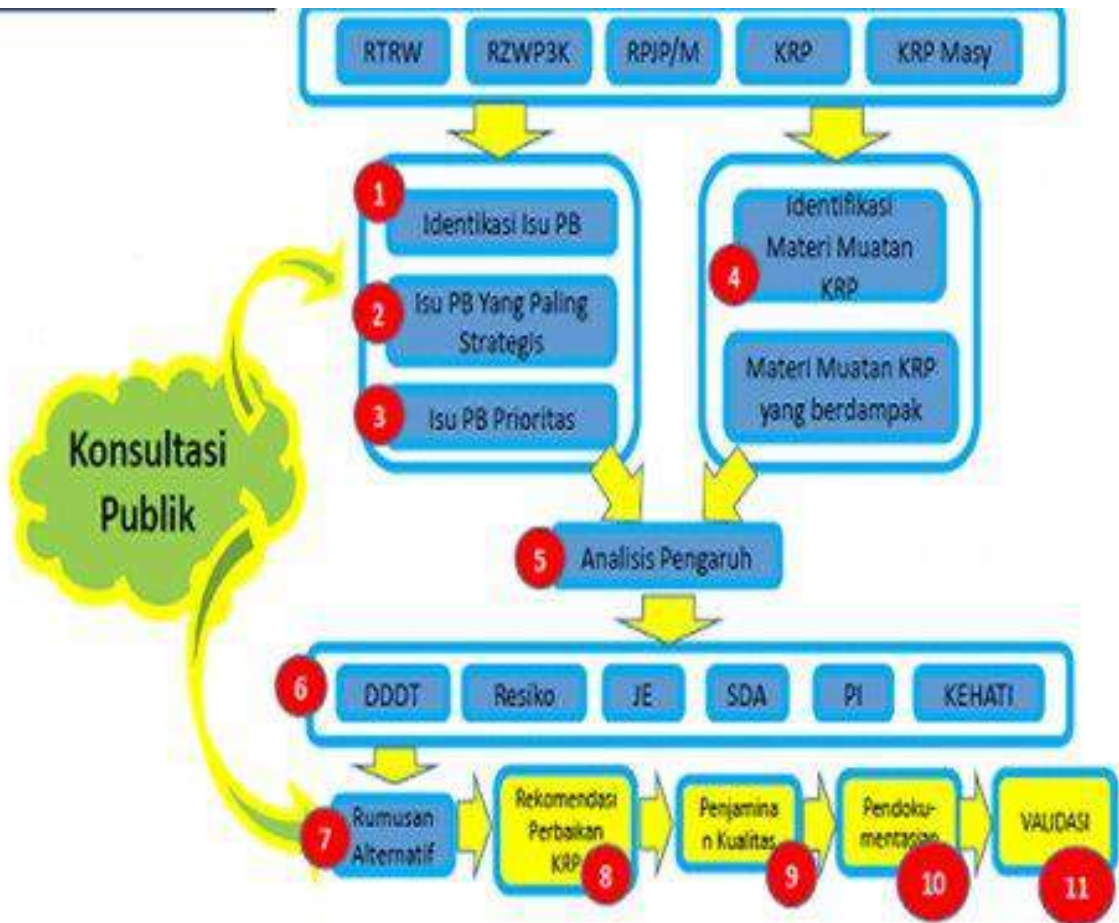 RTRW
RZWP3K
RPJP/M
KRP
KRP Masy
1
Identikasi Isu PB
2
Isu PB Yang Paling
Strategis
3
Isu PB Prioritas
4
Identifikasi
Materi Muatan
KRP
Materi Muatan KRP
yang berdampak
Konsultasi
Publik
5
Analisis Pengaruh
6
DDDT
Resiko
JE
SDA
PI
KEHATI
7
Rumusan
Alternatif
Rekomendasi
Perbaikan
KRP
8
Penjamina
n Kualitas
9
Pendoku-
mentasian
10
VALIDASI
11